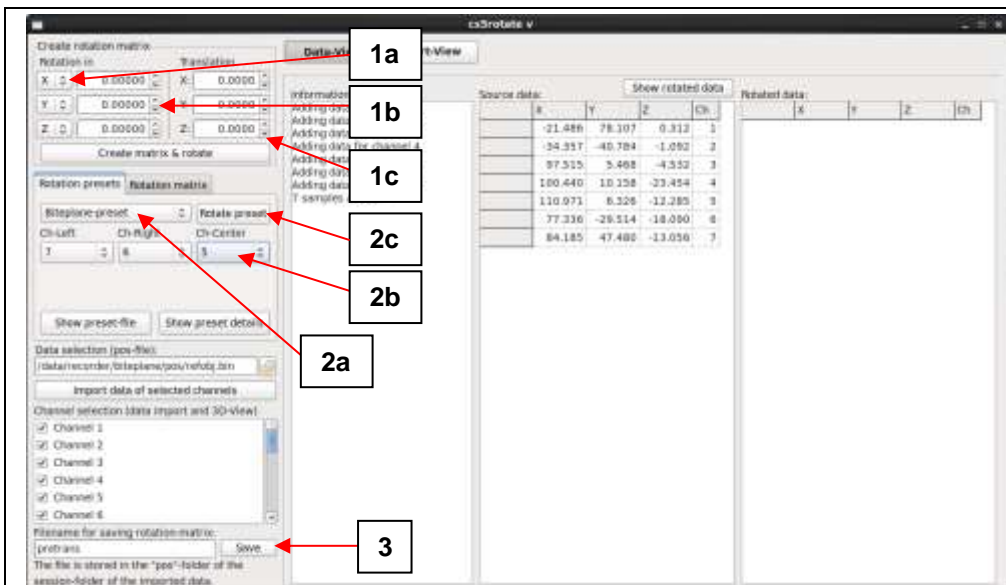 cs5rotate v
Create rotation matrix
Rotation in
Translation
X 0.00000 X: 0.0000
Y 0.00000 0.0000
Z 0.00000 Z: 0.0000
Create matrix & rotate
Rotation presets Rotation matrix
Biteplane-preset Rotate preset
Ch-Left Ch-Right Ch-Center
7 6 5
Show preset-file Show preset details
Data selection (pos-file):
/data/recorder/biteplane/pos/refobj.bin
Import data of selected channels
Channel selection (data import and 3D-View)
Channel 1
Channel 2
Channel 3
Channel 4
Channel 5
Channel 6
Filename for saving rotation-matrix:
pretrans Save
The file is stored in the "pos"-folder of the
session-folder of the imported data.
Information
Adding data
Adding data
Adding data
Adding data for channel 4
Adding data
Adding data
7 samples
Source data: Show rotated data
X Y Z Ch
-21.486 78.107 0.312 1
-34.357 -40.784 -1.092 2
97.515 5.468 -4.532 3
100.440 10.158 -23.454 4
110.971 6.326 -12.285 5
77.336 -29.514 -18.090 6
84.185 47.480 -13.056 7
Rotated data:
X Y Z Ch
1a
1b
1c
2c
2b
2a
3